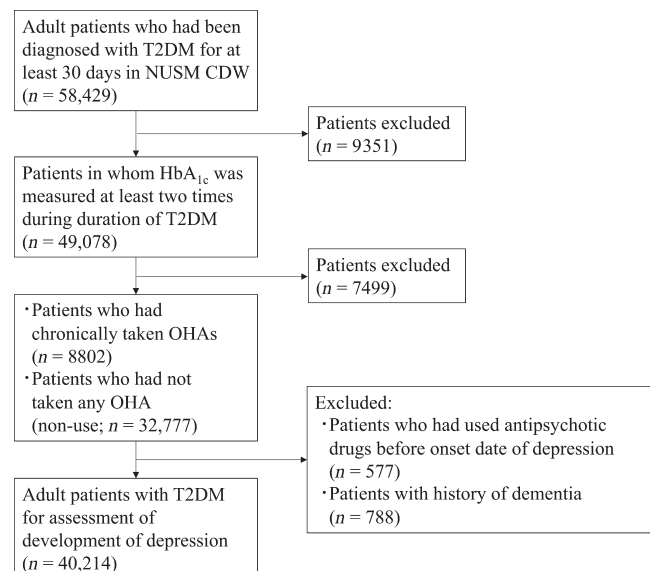 Adult patients who had been
diagnosed with T2DM for at
least 30 days in NUSM CDW
(n = 58,429)
Patients excluded
(n = 9351)
Patients in whom HbA1c was
measured at least two times
during duration of T2DM
(n = 49,078)
Patients excluded
(n = 7499)
・Patients who had
chronically taken OHAs
(n = 8802)
・Patients who had not
taken any OHA
(non-use; n = 32,777)
Excluded:
・Patients who had used antipsychotic
drugs before onset date of depression
(n = 577)
・Patients with history of dementia
(n = 788)
Adult patients with T2DM
for assessment of
development of depression
(n = 40,214)